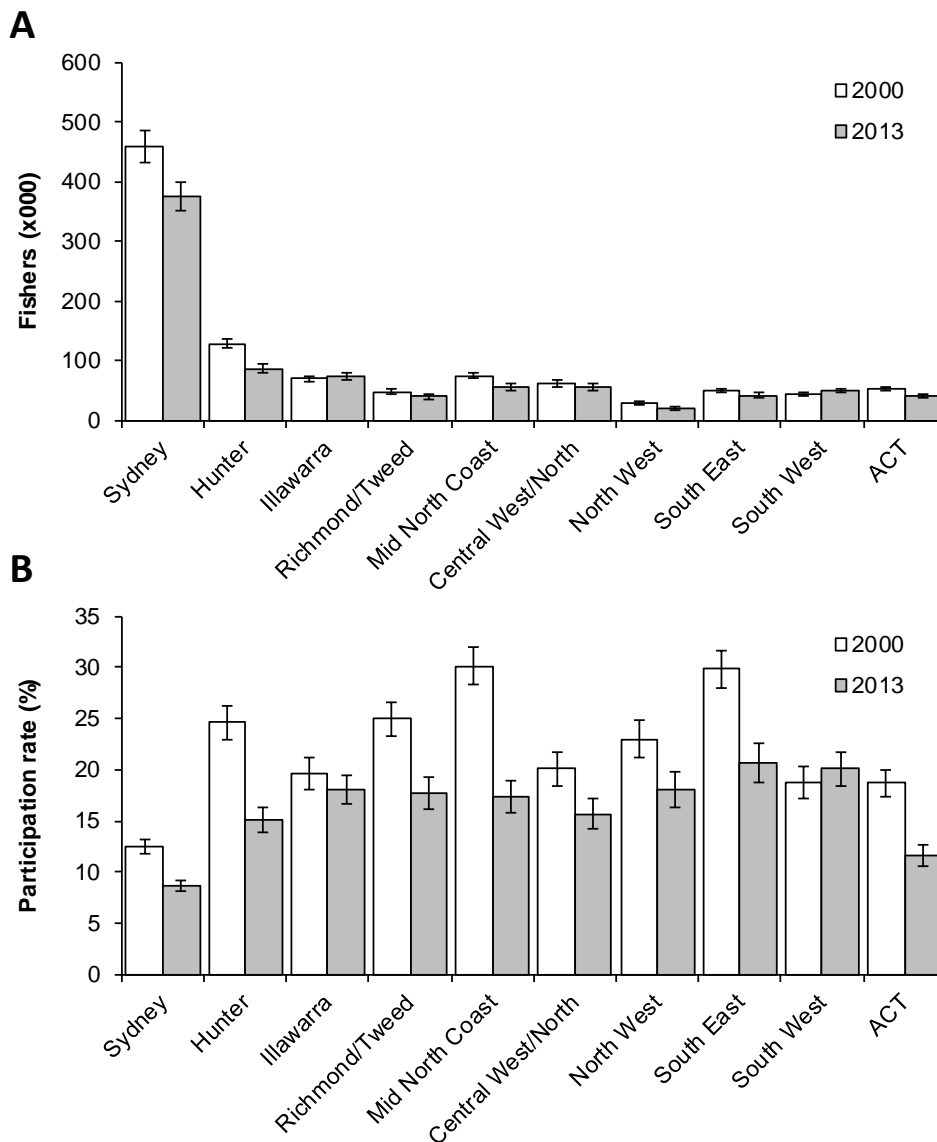 A
600
500
400
300
200
100
0
Fishers (x000)
2000
2013
Sydney
Hunter
Illawarra
Richmond/Tweed
Mid North Coast
Central West/North
North West
South East
South West
ACT
B
35
30
25
20
15
10
5
0
Participation rate (%)
2000
2013
Sydney
Hunter
Illawarra
Richmond/Tweed
Mid North Coast
Central West/North
North West
South East
South West
ACT